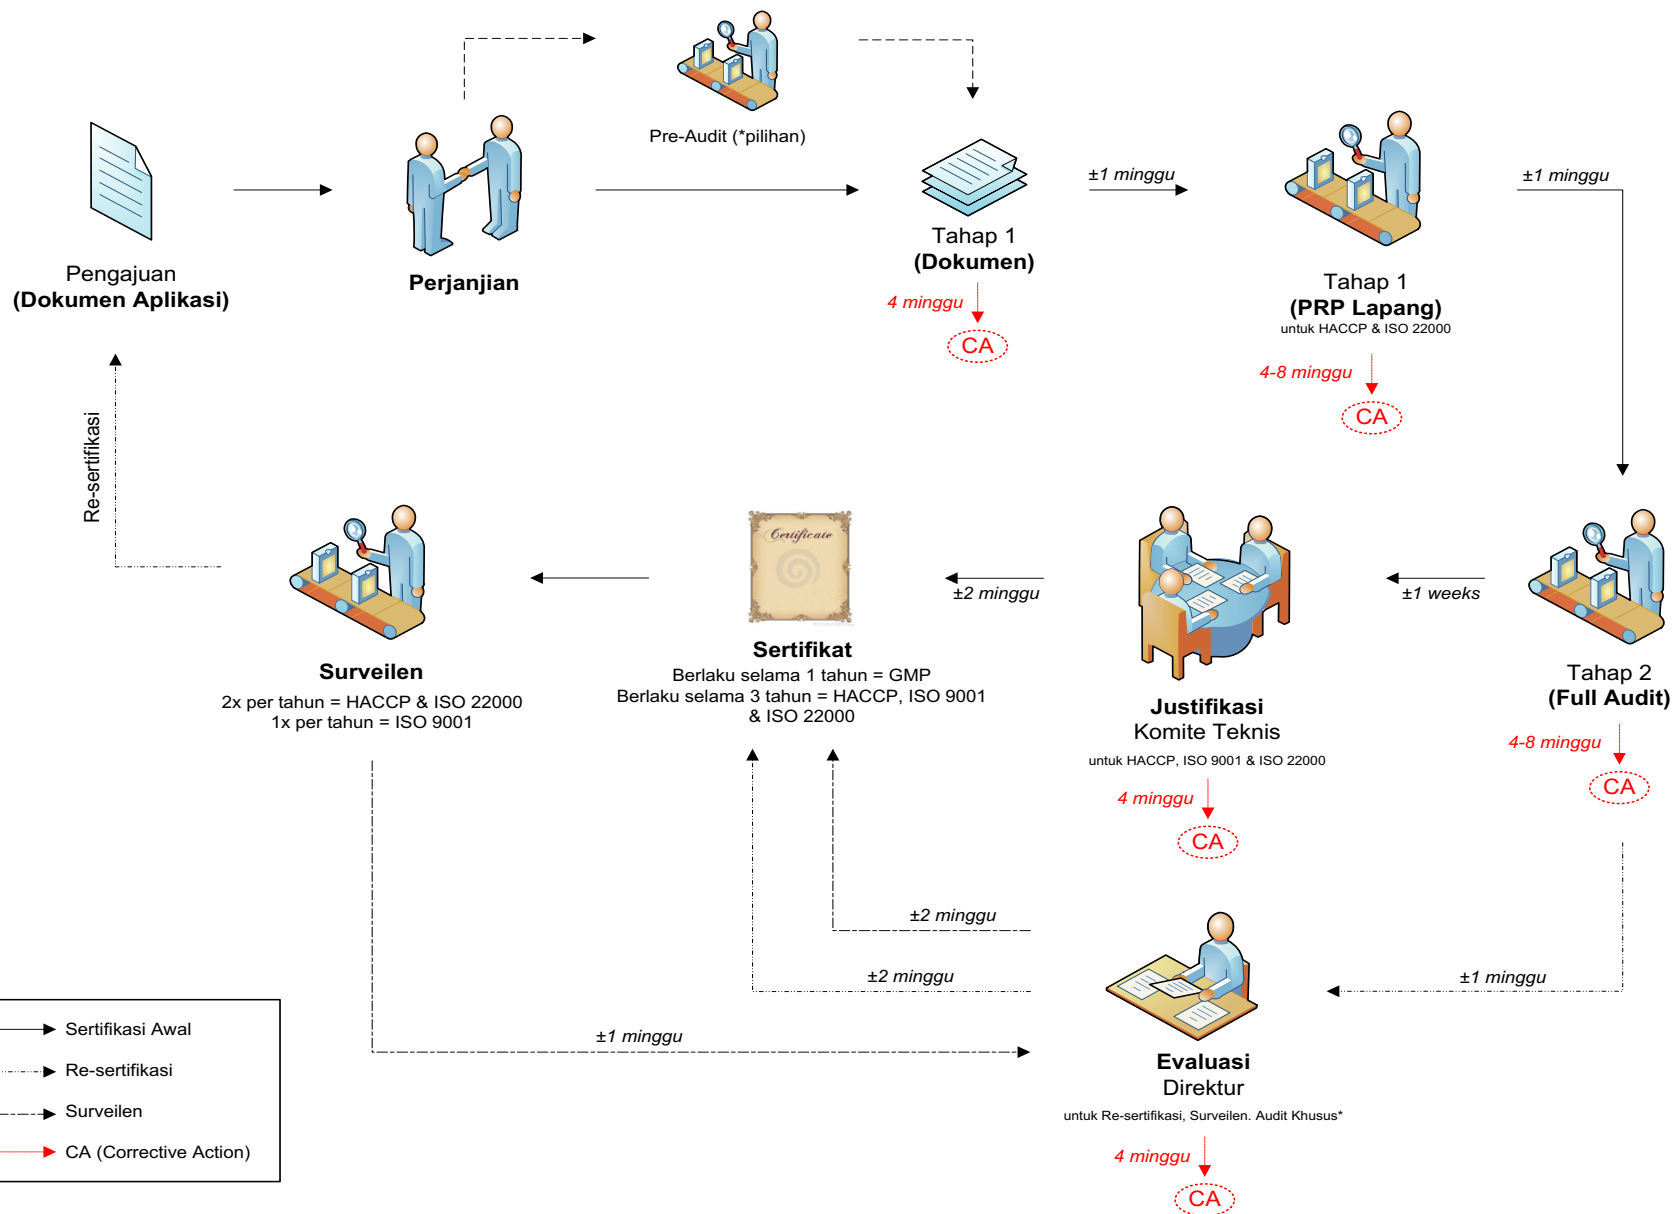 Pre-Audit (*pilihan)
Pengajuan
(Dokumen Aplikasi)
Perjanjian
Tahap 1
(Dokumen)
4 minggu
CA
±1 minggu
Tahap 1
(PRP Lapang)
untuk HACCP & ISO 22000
4-8 minggu
CA
±1 minggu
Re-sertifikasi
Surveilen
2x per tahun = HACCP & ISO 22000
1x per tahun = ISO 9001
Certificate
Sertifikat
Berlaku selama 1 tahun = GMP
Berlaku selama 3 tahun = HACCP, ISO 9001
& ISO 22000
±2 minggu
Justifikasi
Komite Teknis
untuk HACCP, ISO 9001 & ISO 22000
4 minggu
CA
±1 weeks
Tahap 2
(Full Audit)
4-8 minggu
CA
±2 minggu
±2 minggu
±1 minggu
±1 minggu
Evaluasi
Direktur
untuk Re-sertifikasi, Surveilen. Audit Khusus*
4 minggu
CA
Sertifikasi Awal
Re-sertifikasi
Surveilen
CA (Corrective Action)